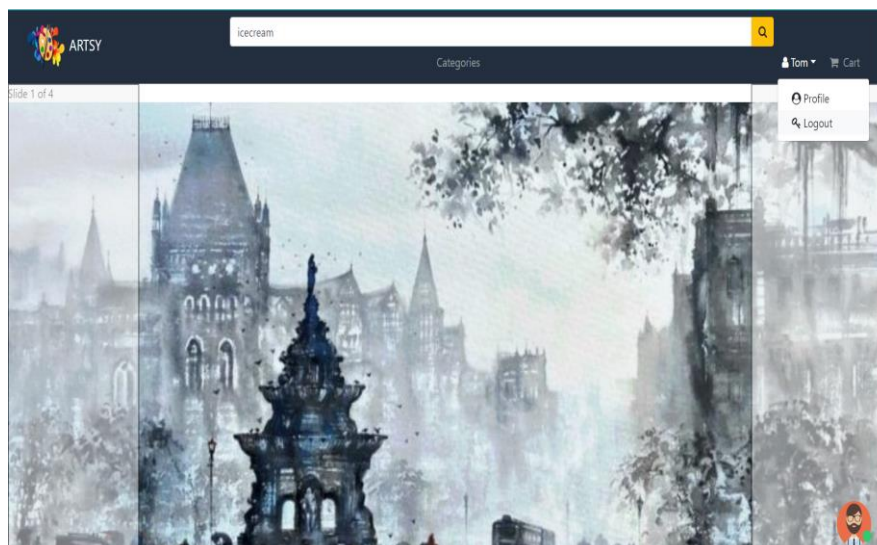 icecream
ARTSY
Categories
Tom
Cart
Slide 1 of 4
Profile
Logout